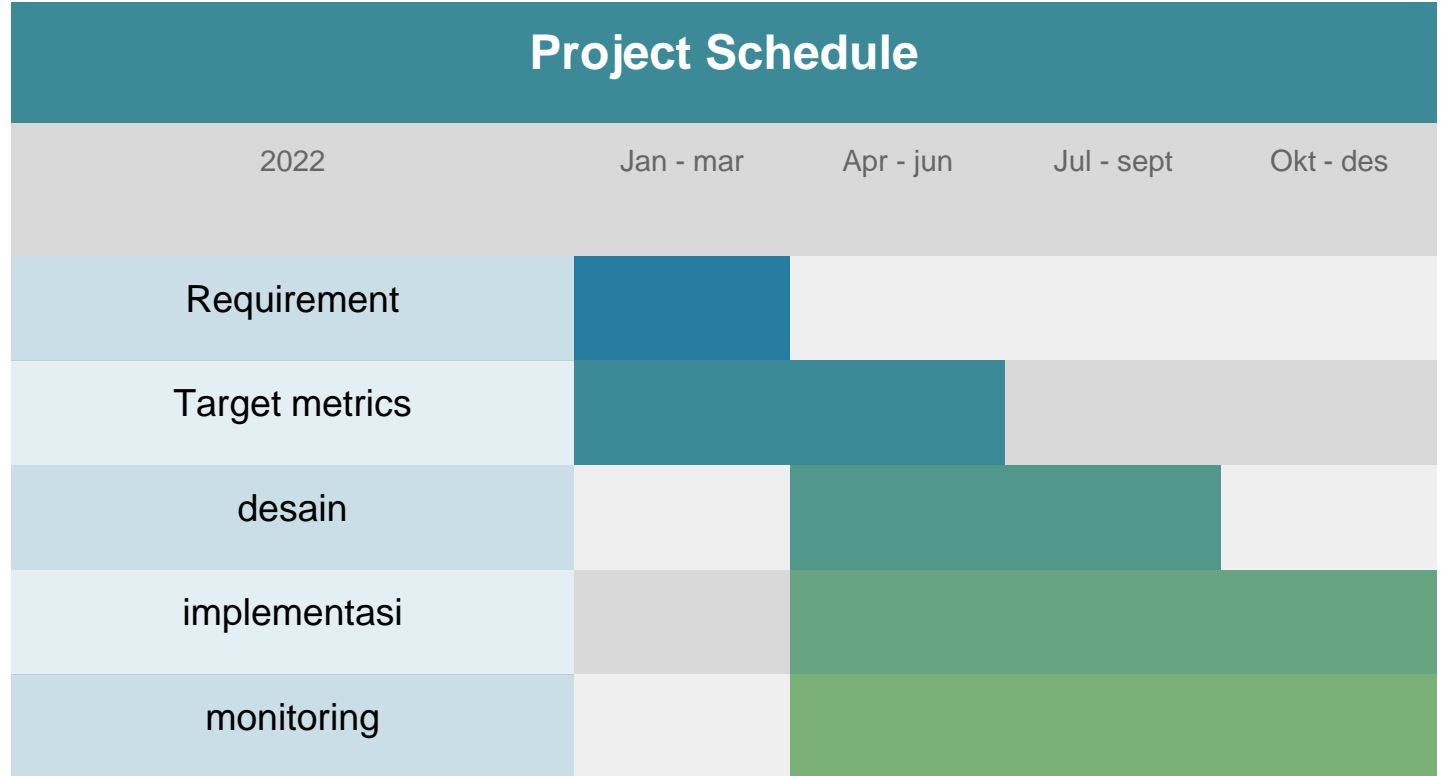 Project Schedule
2022 Jan - mar Apr - jun Jul - sept Okt - des
Requirement
Target metrics
desain
implementasi
monitoring